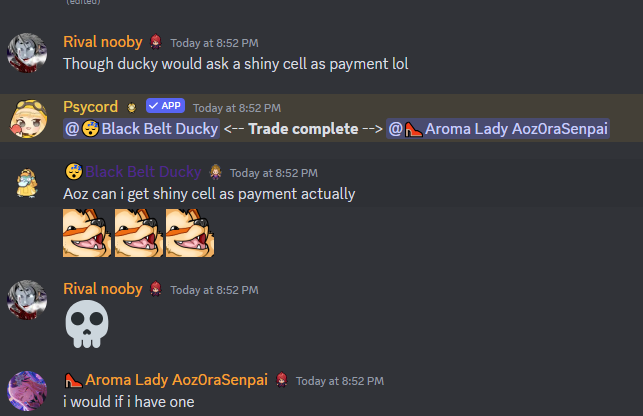 (edited)
Rival nooby Today at 8:52 PM
Though ducky would ask a shiny cell as payment lol
Psycord ✓ APP Today at 8:52 PM
@😴Black Belt Ducky <-- Trade complete --> @👠Aroma Lady Aoz0raSenpai
😴Black Belt Ducky Today at 8:52 PM
Aoz can i get shiny cell as payment actually
Rival nooby Today at 8:52 PM
👠Aroma Lady Aoz0raSenpai Today at 8:52 PM
i would if i have one